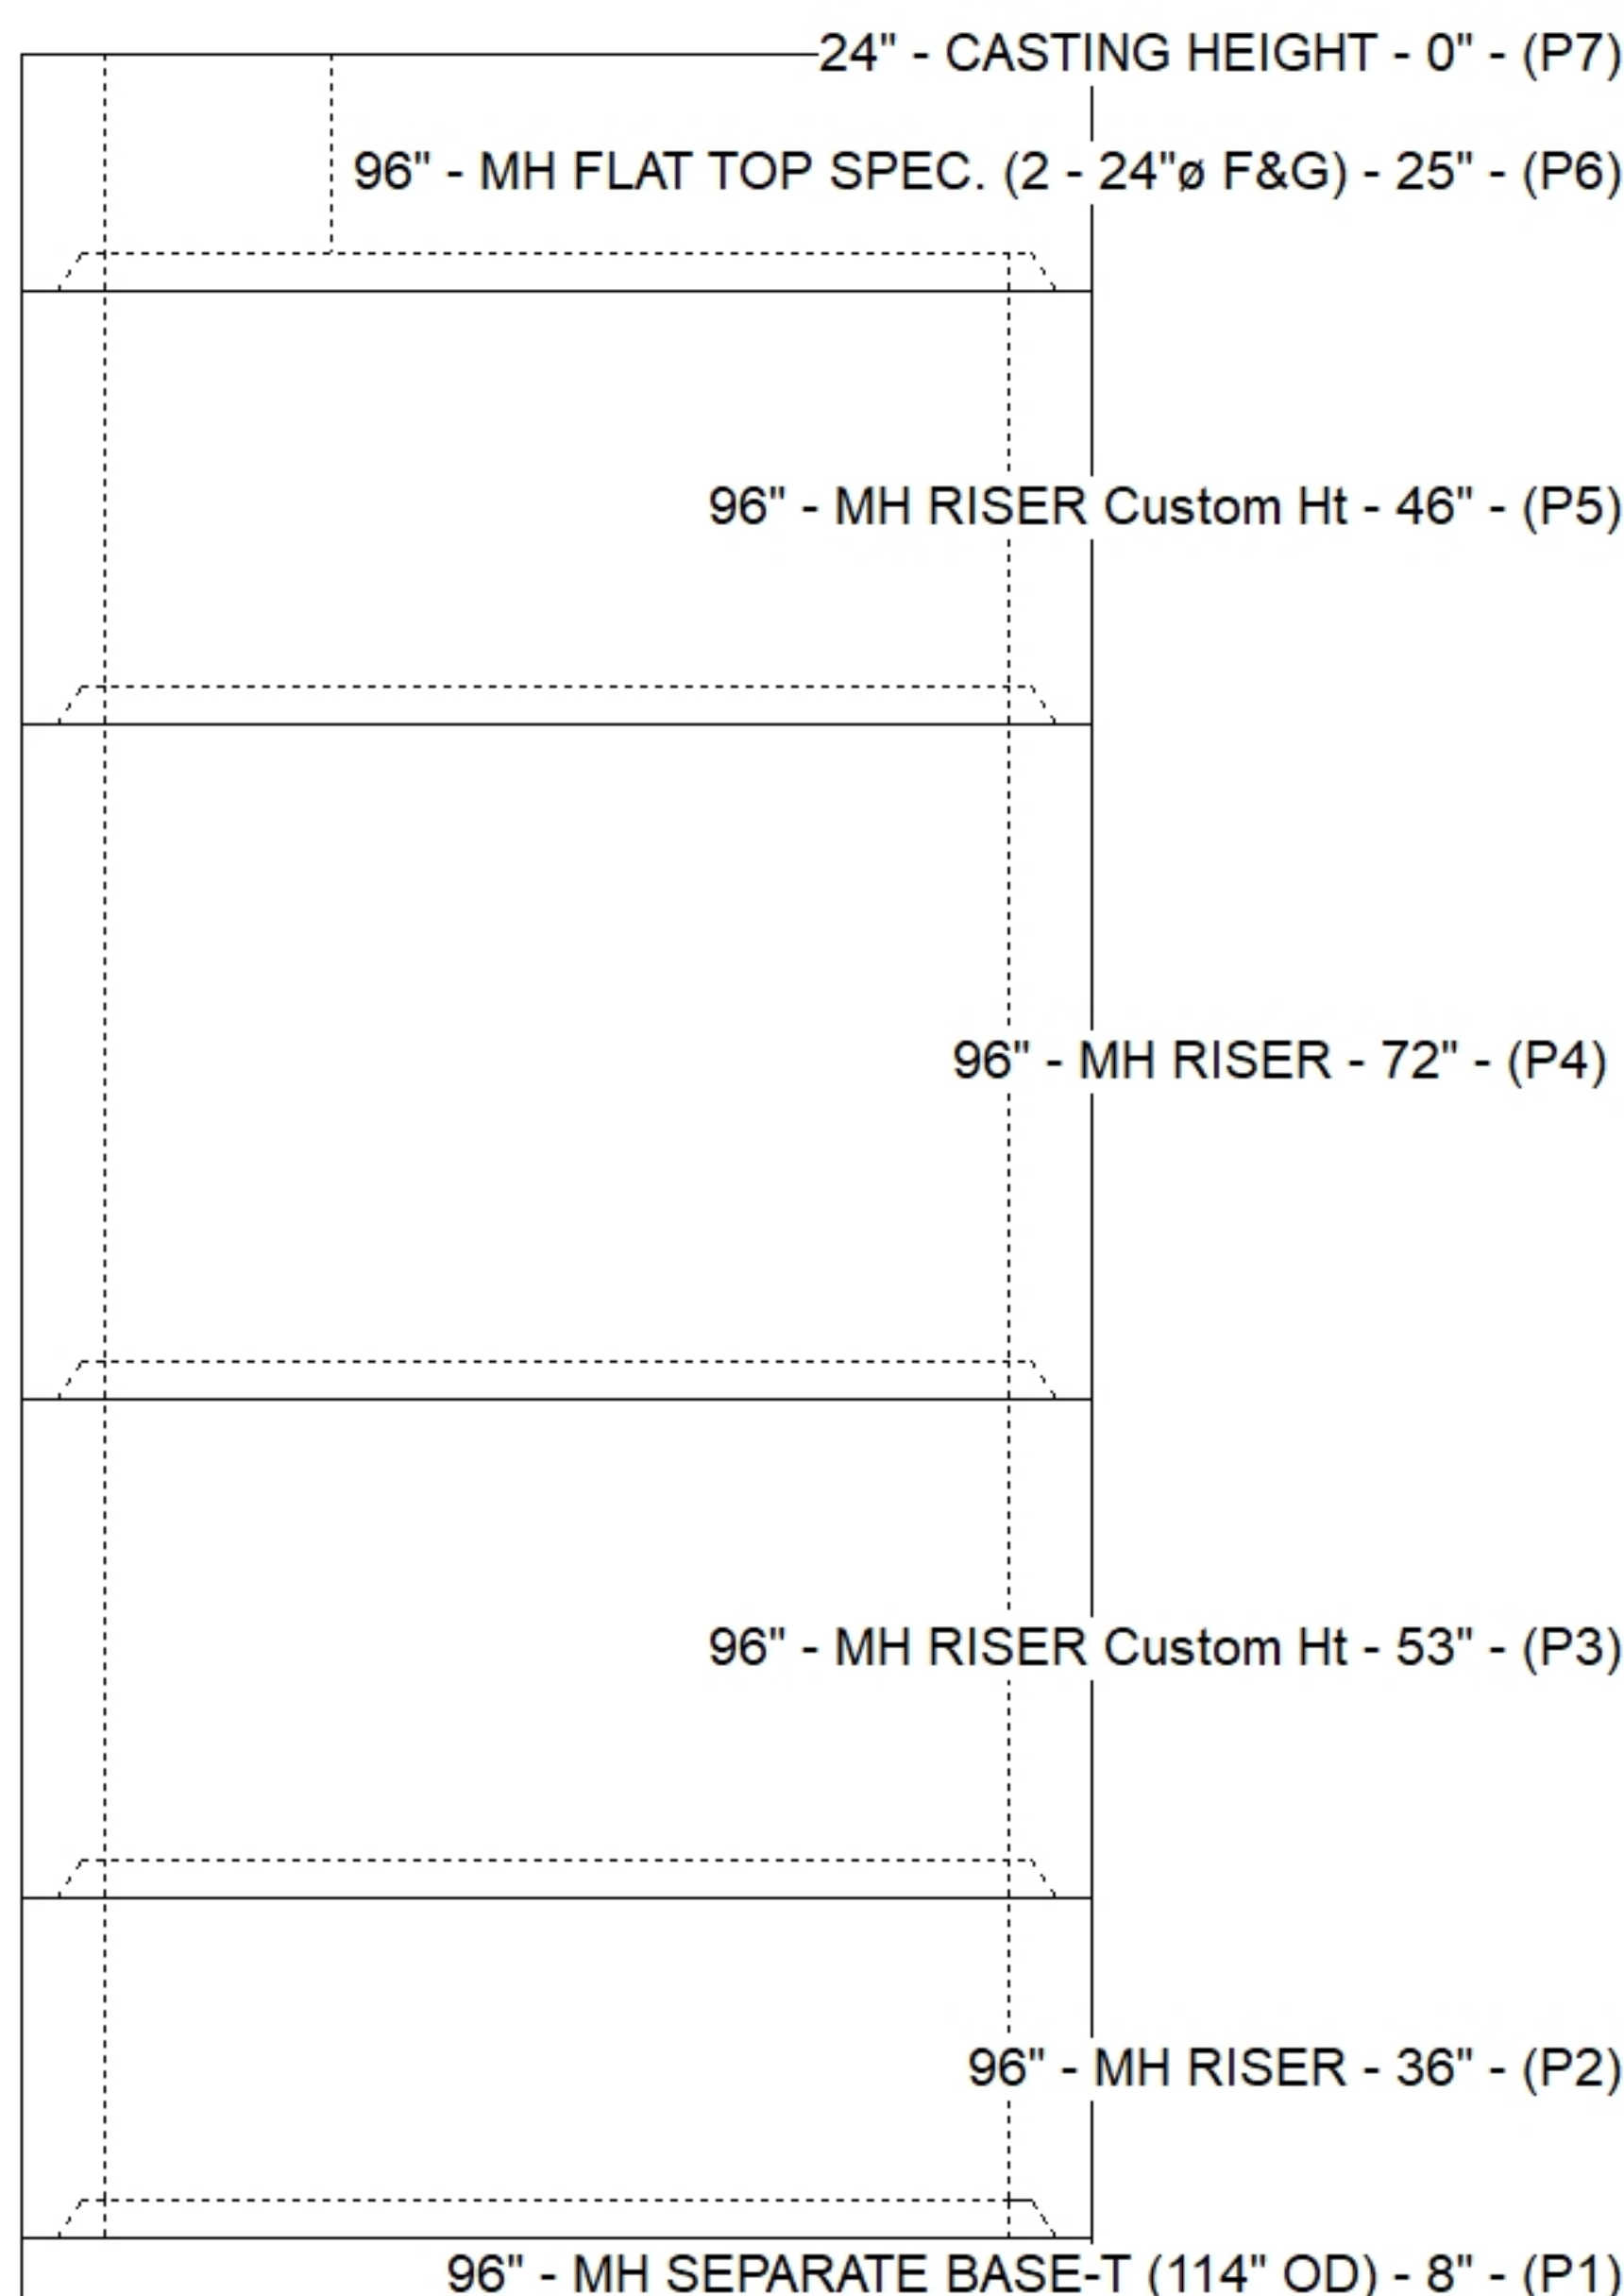 24" - CASTING HEIGHT - 0" - (P7)
96" - MH FLAT TOP SPEC. (2 - 24"ø F&G) - 25" - (P6)
96" - MH RISER Custom Ht - 46" - (P5)
96" - MH RISER - 72" - (P4)
96" - MH RISER Custom Ht - 53" - (P3)
96" - MH RISER - 36" - (P2)
96" - MH SEPARATE BASE-T (114" OD) - 8" - (P1)